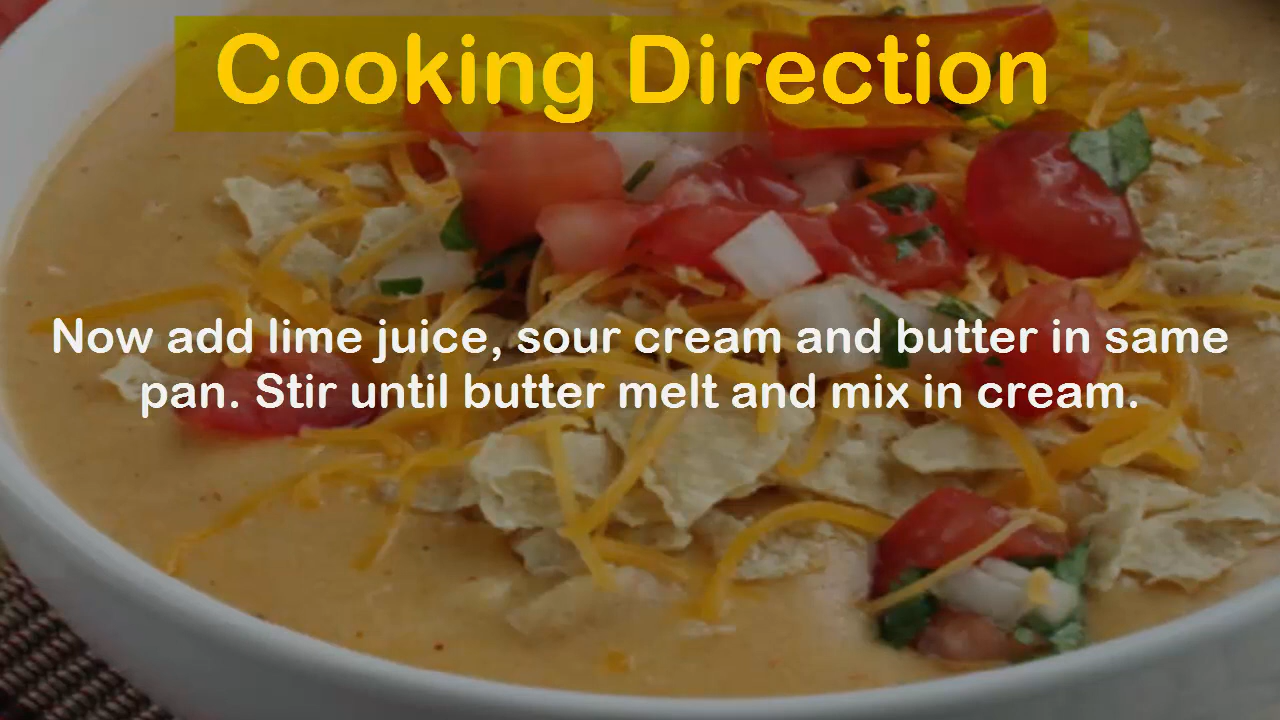 Cooking Direction
Now add lime juice, sour cream and butter in same
pan. Stir until butter melt and mix in cream.